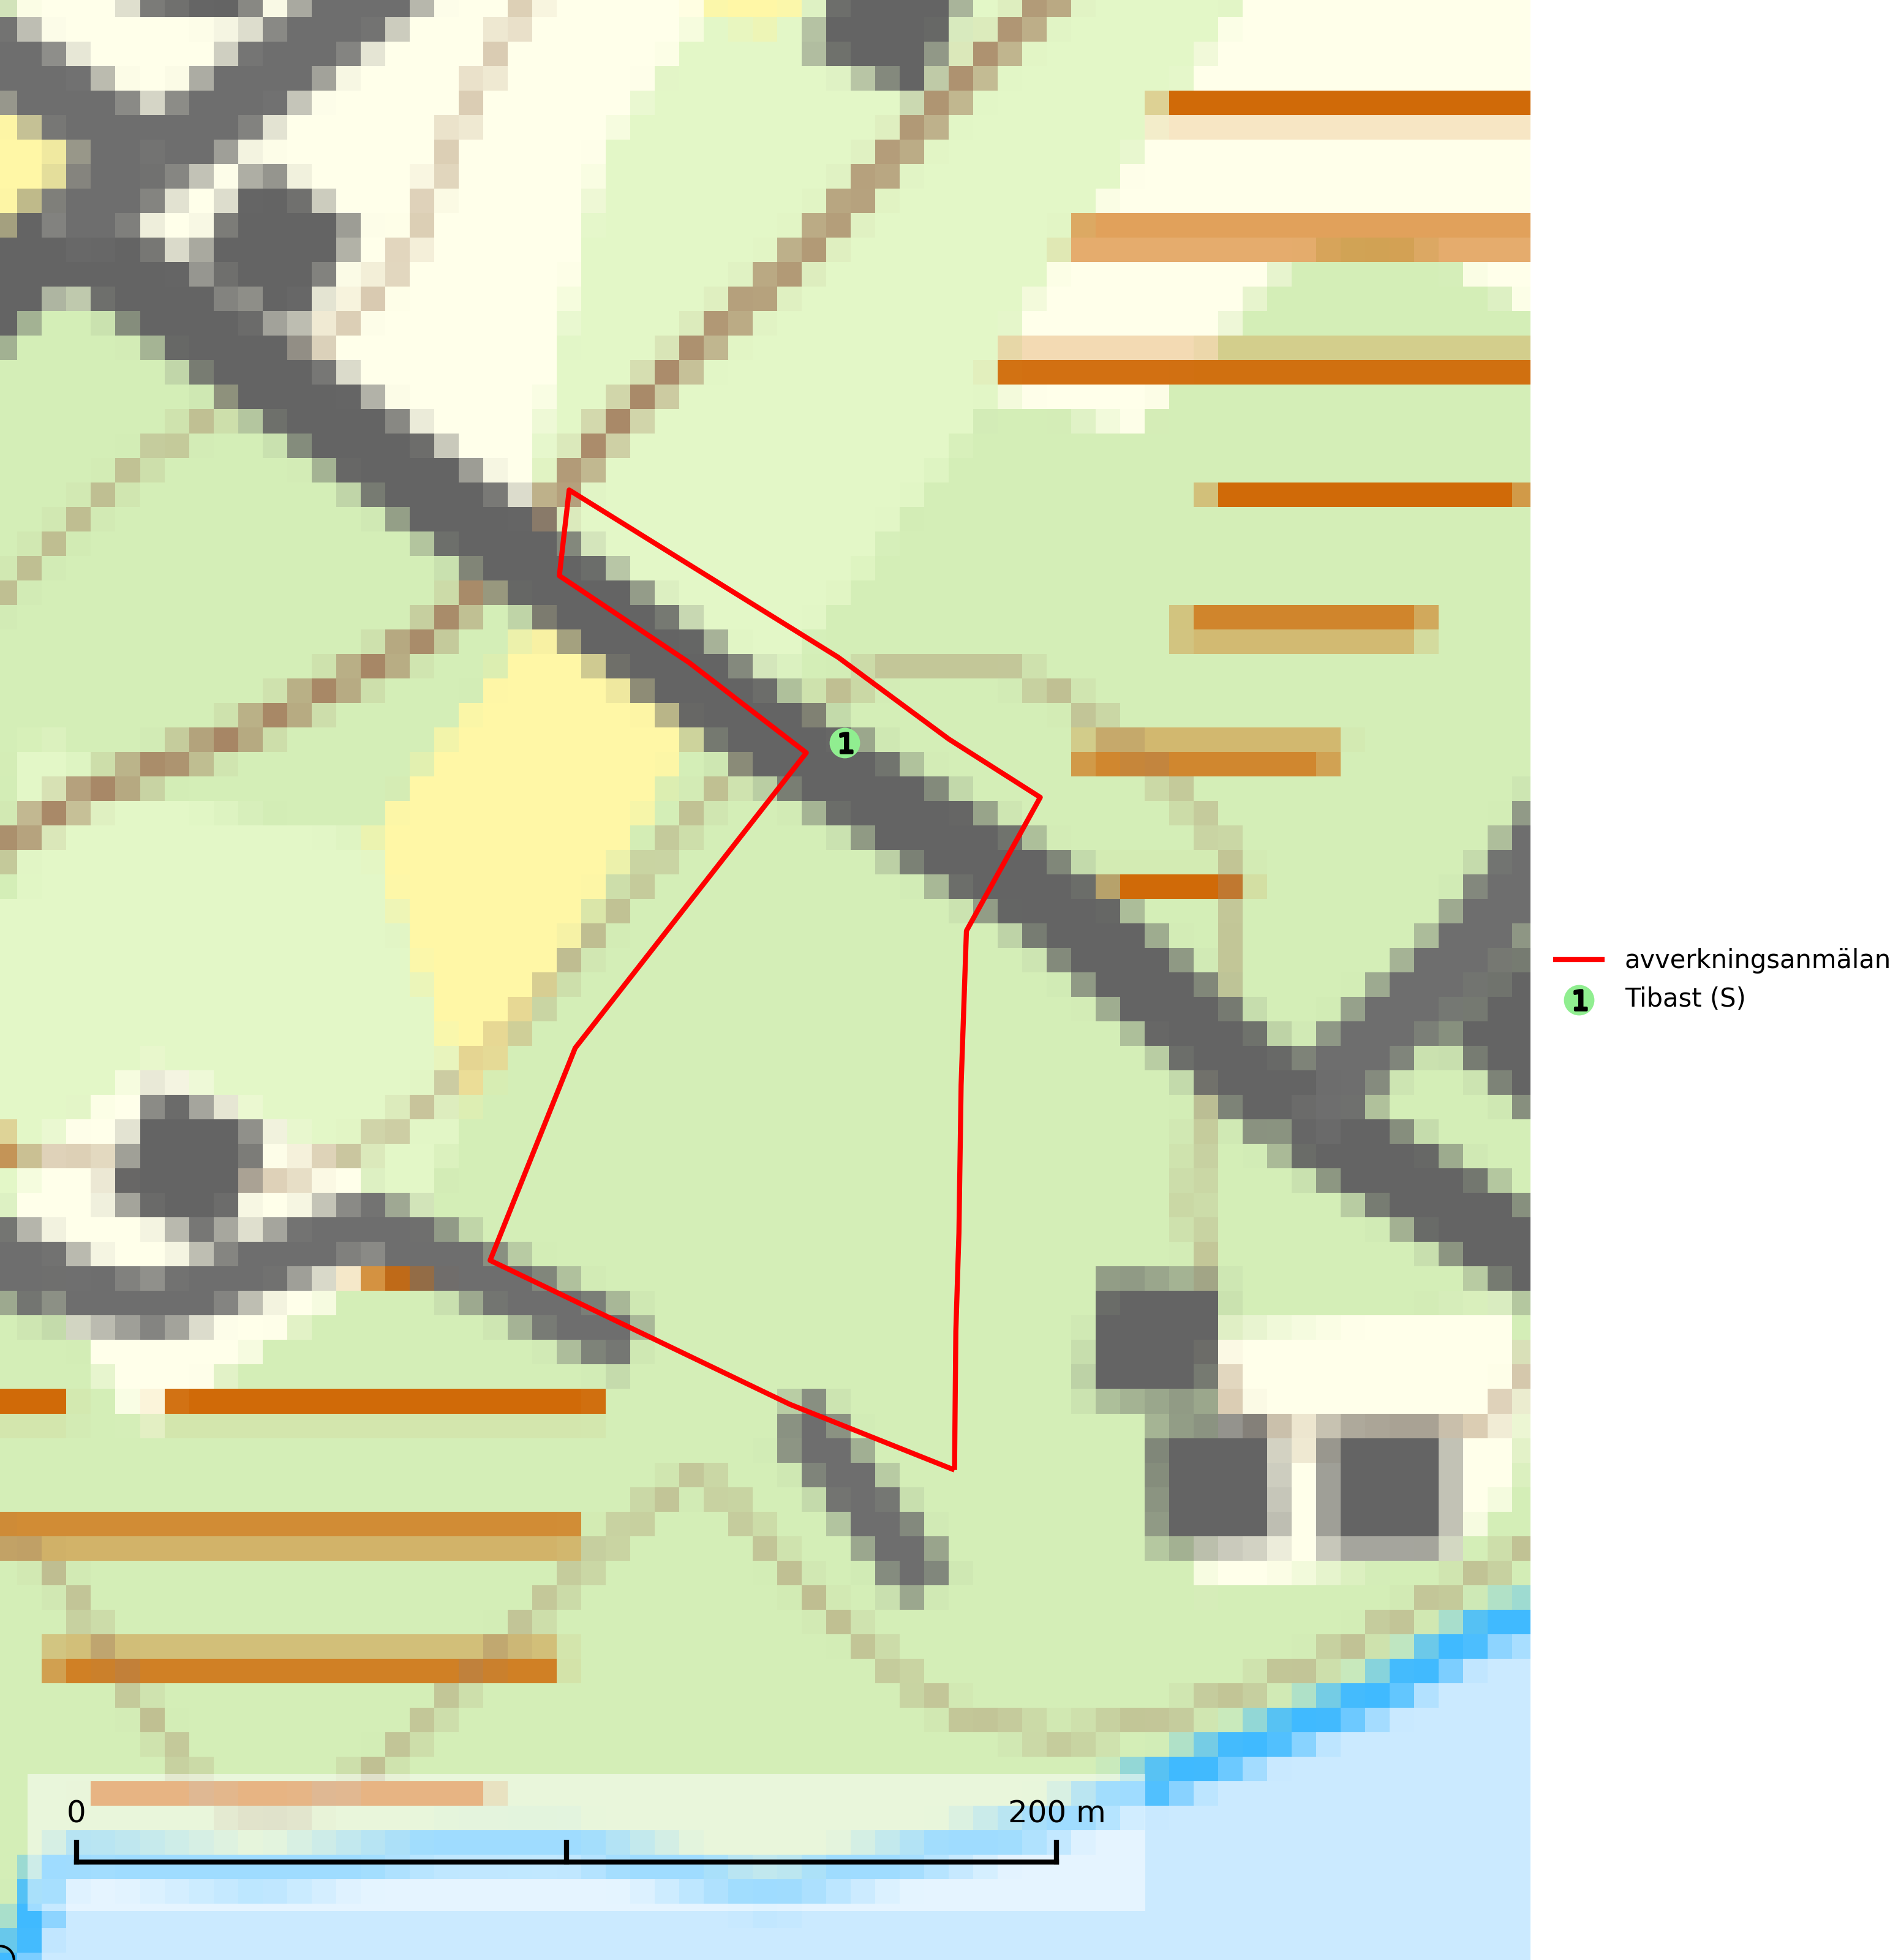 1
avverkningsanmälan
1 Tibast (S)
0 200 m